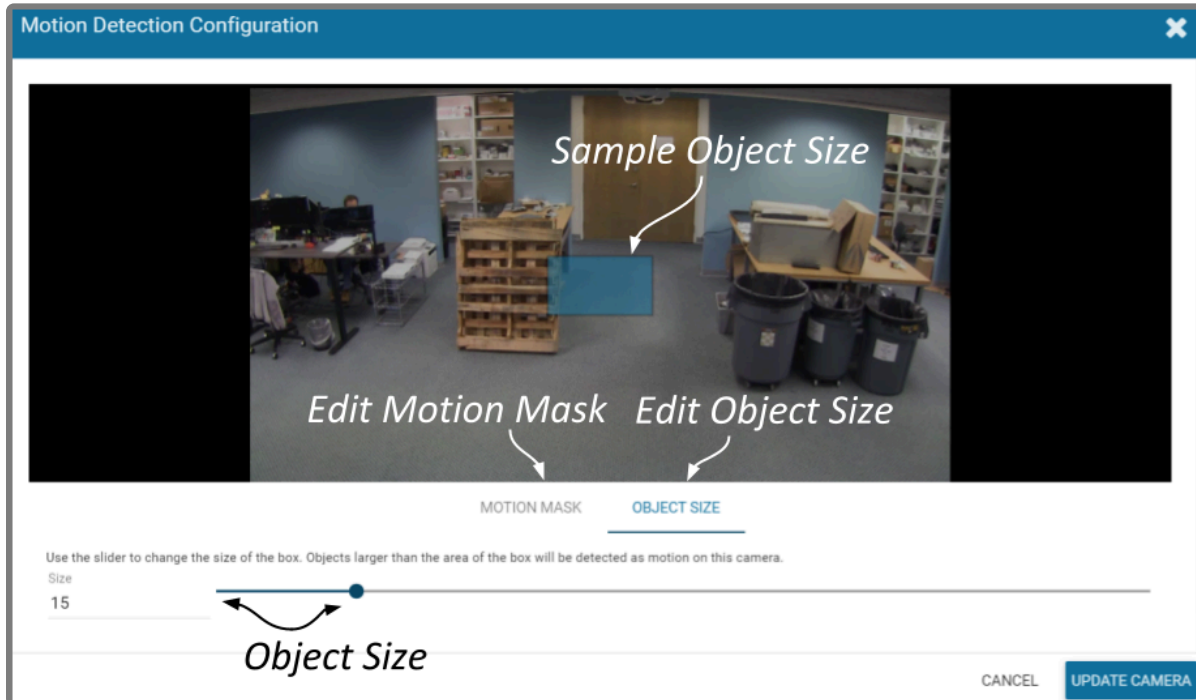 Motion Detection Configuration
Sample Object Size
Edit Motion Mask Edit Object Size
MOTION MASK OBJECT SIZE
Use the slider to change the size of the box. Objects larger than the area of the box will be detected as motion on this camera.
Size
15
Object Size
CANCEL UPDATE CAMERA